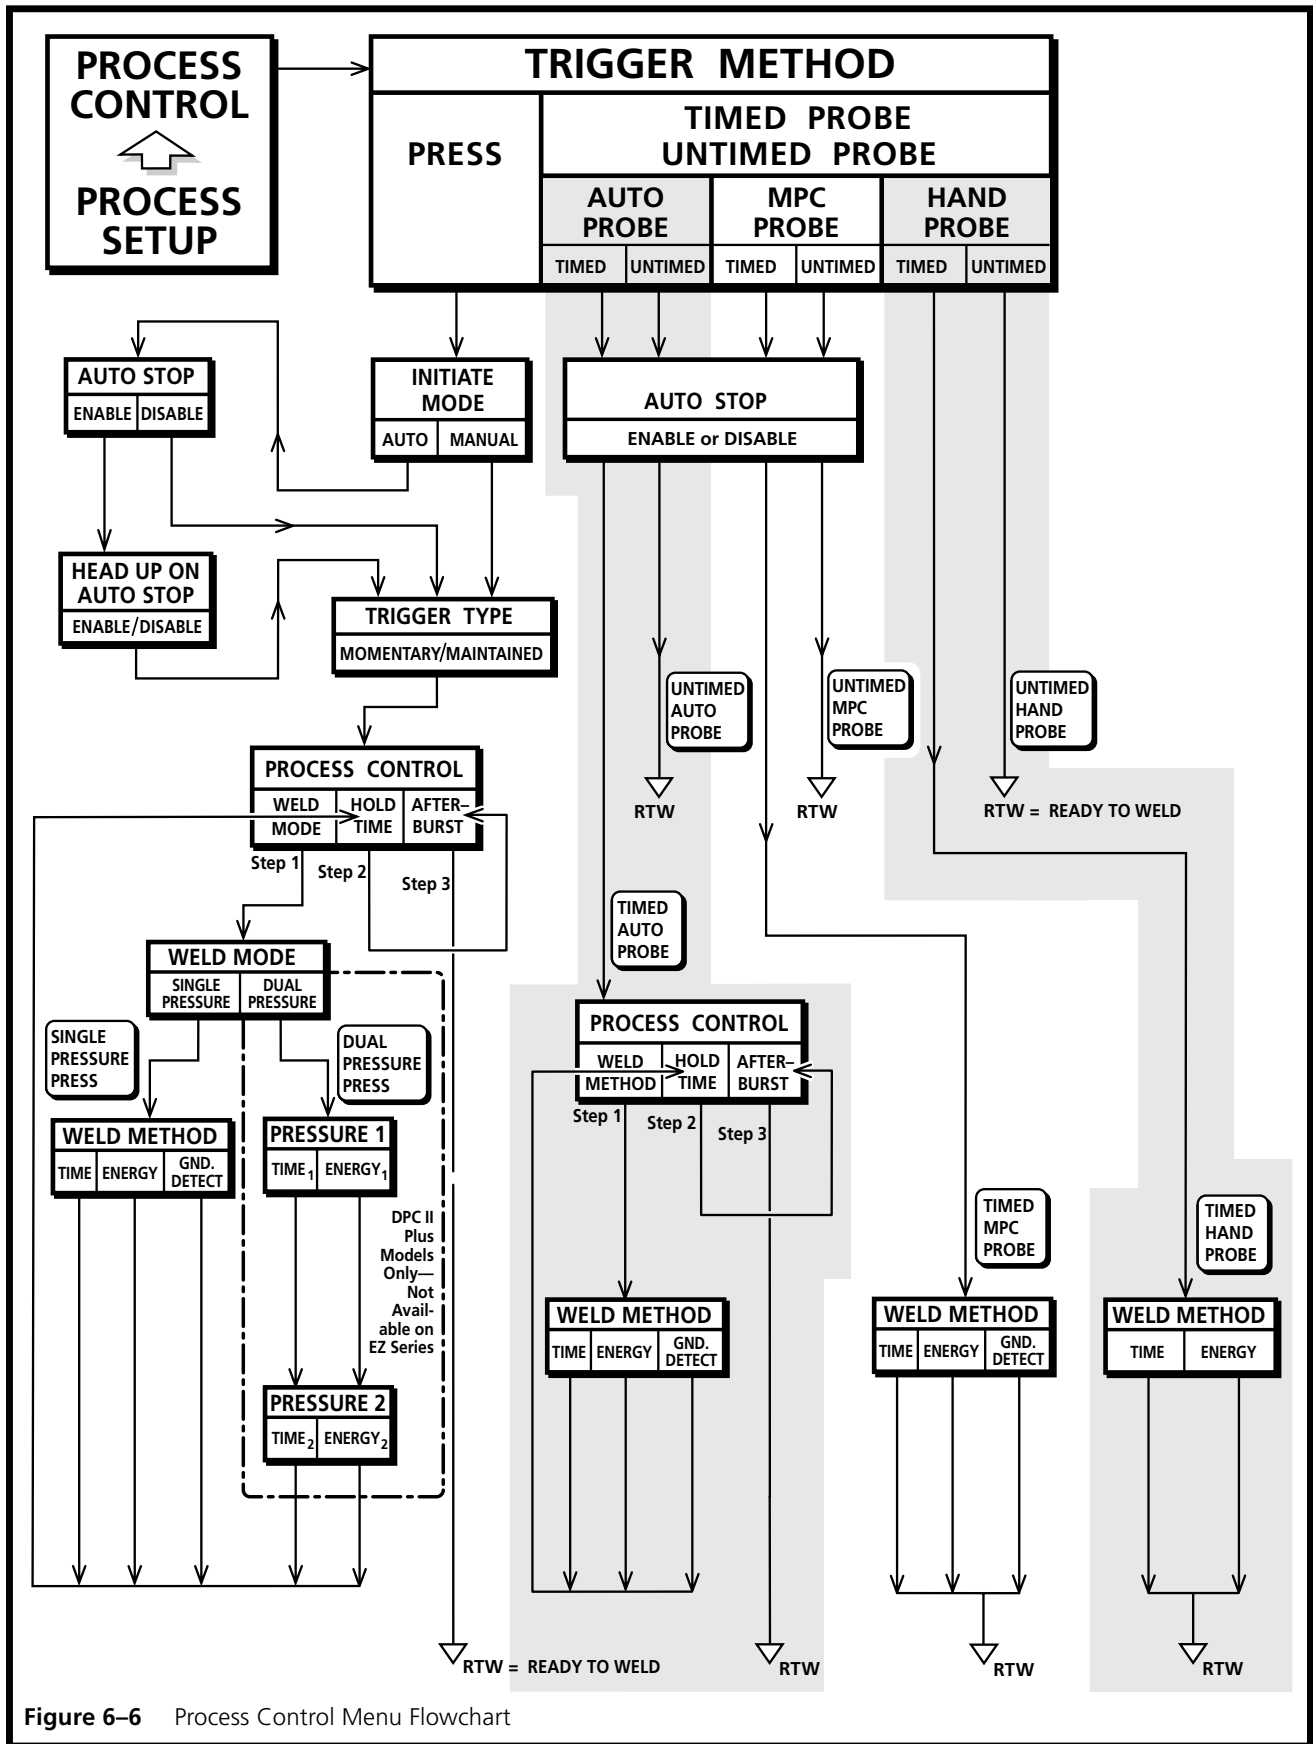 PROCESS
CONTROL
PROCESS
SETUP
TRIGGER METHOD
PRESS
TIMED PROBE
UNTIMED PROBE
AUTO
PROBE
MPC
PROBE
HAND
PROBE
TIMED
UNTIMED
TIMED
UNTIMED
TIMED
UNTIMED
AUTO STOP
ENABLE
DISABLE
INITIATE
MODE
AUTO
MANUAL
AUTO STOP
ENABLE or DISABLE
HEAD UP ON
AUTO STOP
ENABLE/DISABLE
TRIGGER TYPE
MOMENTARY/MAINTAINED
UNTIMED
AUTO
PROBE
UNTIMED
MPC
PROBE
UNTIMED
HAND
PROBE
RTW
RTW
RTW = READY TO WELD
PROCESS CONTROL
WELD
MODE
HOLD
TIME
AFTER–
BURST
Step 1
Step 2
Step 3
WELD MODE
SINGLE
PRESSURE
DUAL
PRESSURE
SINGLE
PRESSURE
PRESS
DUAL
PRESSURE
PRESS
WELD METHOD
TIME
ENERGY
GND.
DETECT
PRESSURE 1
TIME1
ENERGY1
DPC II
Plus
Models
Only—
Not
Avail-
able on
EZ Series
PRESSURE 2
TIME2
ENERGY2
TIMED
AUTO
PROBE
PROCESS CONTROL
WELD
METHOD
HOLD
TIME
AFTER–
BURST
Step 1
Step 2
Step 3
WELD METHOD
TIME
ENERGY
GND.
DETECT
TIMED
MPC
PROBE
WELD METHOD
TIME
ENERGY
GND.
DETECT
TIMED
HAND
PROBE
WELD METHOD
TIME
ENERGY
RTW = READY TO WELD
RTW
RTW
RTW
Figure 6–6 Process Control Menu Flowchart